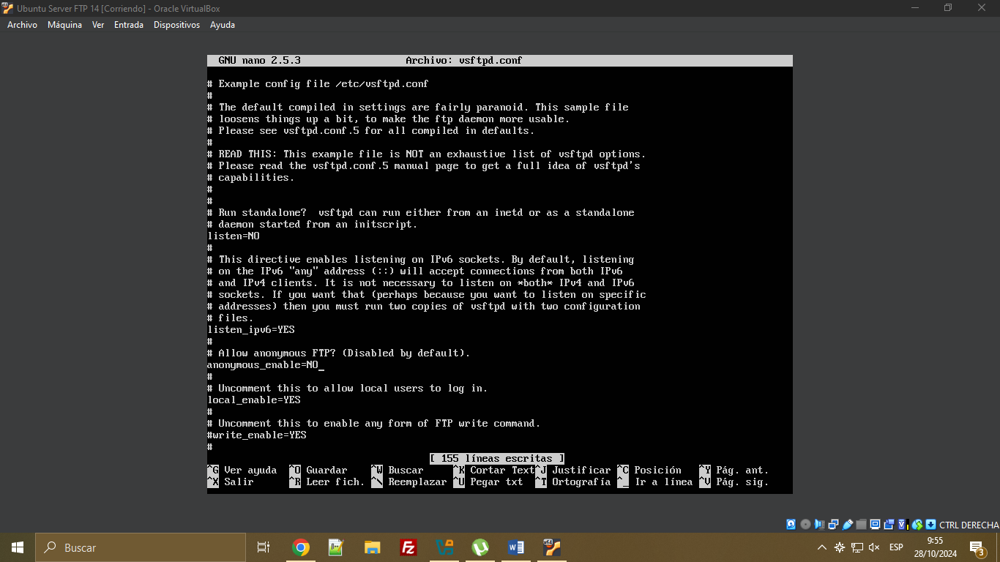 Ubuntu Server FTP 14 [Corriendo] - Oracle VirtualBox
Archivo Máquina Ver Entrada Dispositivos Ayuda
GNU nano 2.5.3 Archivo: vsftpd.conf
# Example config file /etc/vsftpd.conf
#
# The default compiled in settings are fairly paranoid. This sample file
# loosens things up a bit, to make the ftp daemon more usable.
# Please see vsftpd.conf.5 for all compiled in defaults.
#
# READ THIS: This example file is NOT an exhaustive list of vsftpd options.
# Please read the vsftpd.conf.5 manual page to get a full idea of vsftpd's
# capabilities.
#
#
# Run standalone?  vsftpd can run either from an inetd or as a standalone
# daemon started from an initscript.
listen=NO
#
# This directive enables listening on IPv6 sockets. By default, listening
# on the IPv6 "any" address (::) will accept connections from both IPv6
# and IPv4 clients. It is not necessary to listen on *both* IPv4 and IPv6
# sockets. If you want that (perhaps because you want to listen on specific
# addresses) then you must run two copies of vsftpd with two configuration
# files.
listen_ipv6=YES
#
# Allow anonymous FTP? (Disabled by default).
anonymous_enable=NO_
#
# Uncomment this to allow local users to log in.
local_enable=YES
#
# Uncomment this to enable any form of FTP write command.
#write_enable=YES
#
[ 155 líneas escritas ]
^G Ver ayuda ^O Guardar ^W Buscar ^K Cortar Text ^J Justificar ^C Posición ^Y Pág. ant.
^X Salir ^R Leer fich. ^\ Reemplazar ^U Pegar txt ^T Ortografía ^_ Ir a línea ^V Pág. sig.
CTRL DERECHA
Buscar
ESP
9:55
28/10/2024
3